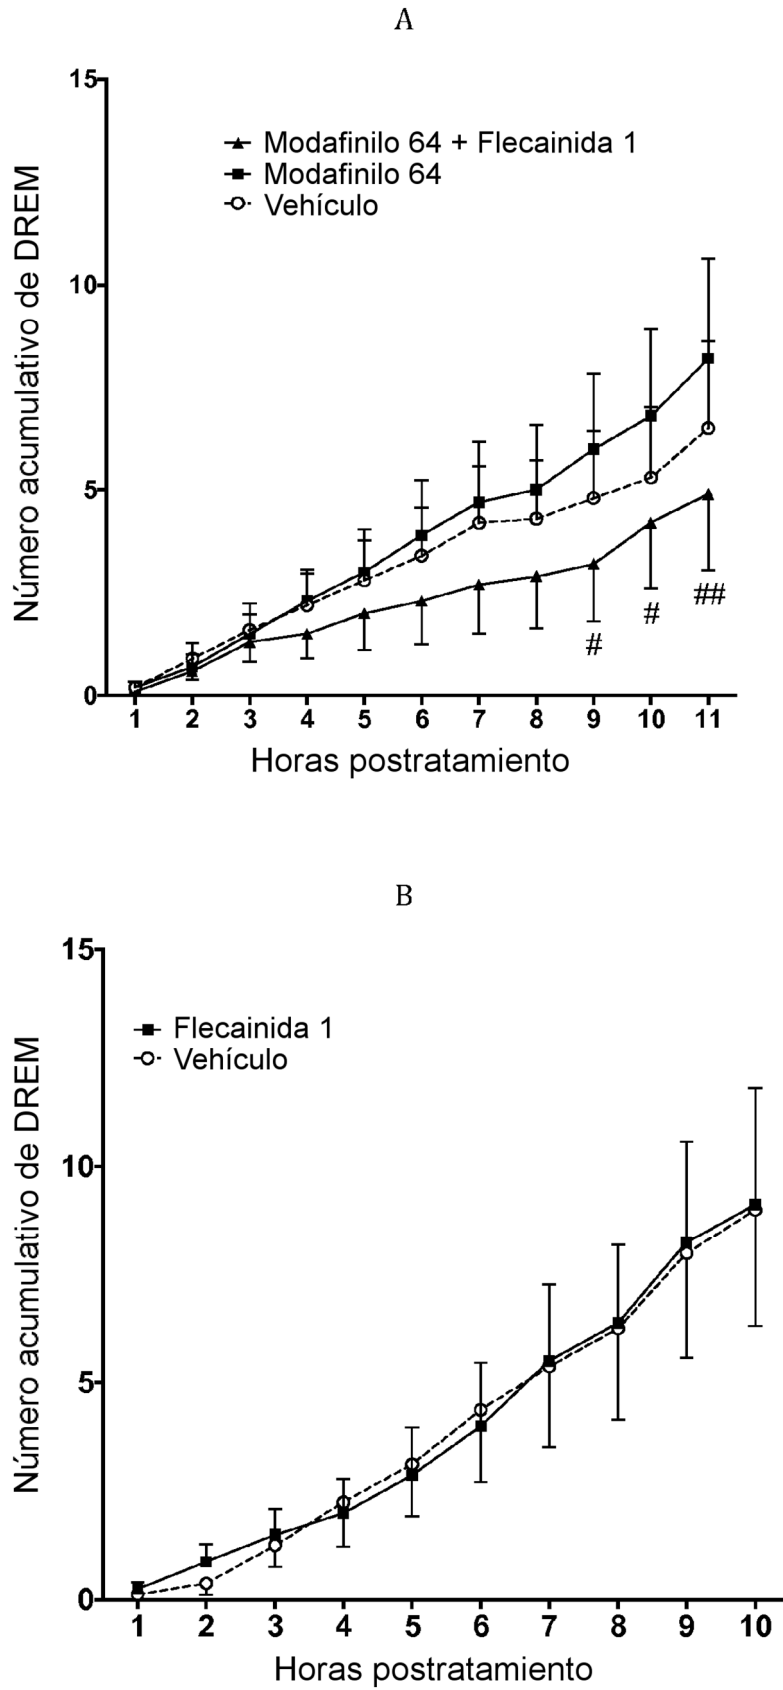 A
15
Modafinilo 64 + Flecainida 1
Modafinilo 64
Vehículo
10
5
0
Número acumulativo de DREM
#
#
##
1 2 3 4 5 6 7 8 9 10 11
Horas postratamiento
B
15
Flecainida 1
Vehículo
10
5
0
Número acumulativo de DREM
1 2 3 4 5 6 7 8 9 10
Horas postratamiento